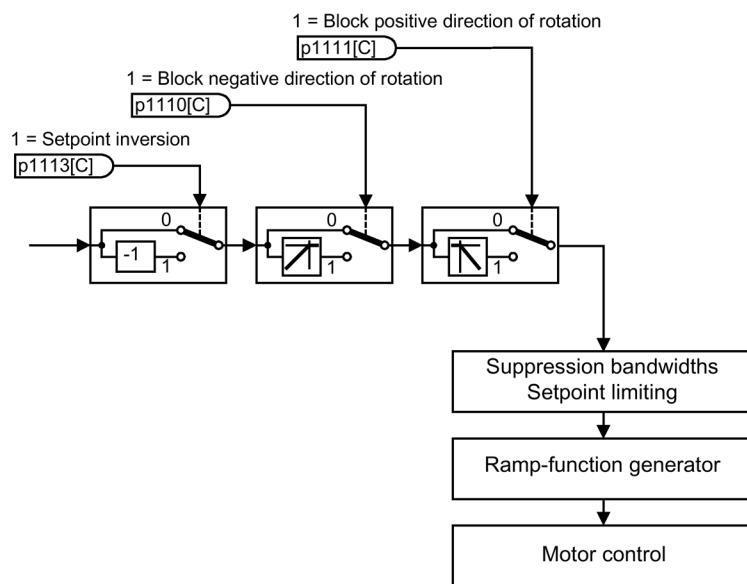 1 = Block positive direction of rotation
p1111[C]
1 = Block negative direction of rotation
p1110[C]
1 = Setpoint inversion
p1113[C]
0
-1
1
0
1
0
1
Suppression bandwidths
Setpoint limiting
Ramp-function generator
Motor control